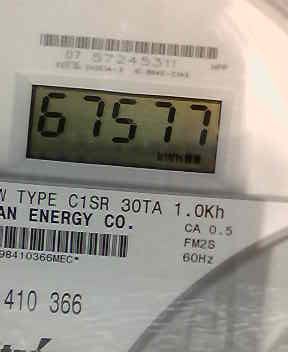 07 57245311
67577
kWh
W TYPE C1SR 30TA 1.0Kh
AN ENERGY CO.
CA 0.5
FM2S
98410366MEC*
60Hz
410 366